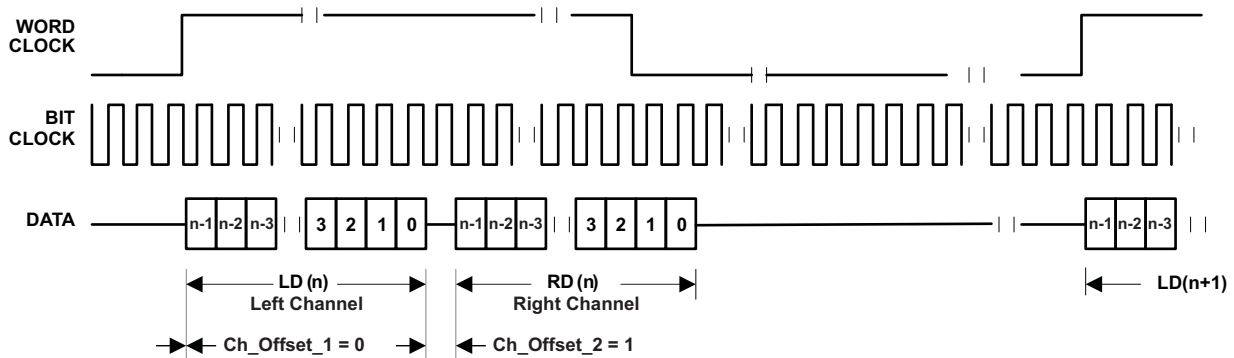 WORD
CLOCK
BIT
CLOCK
DATA
n-1 n-2 n-3 3 2 1 0 n-1 n-2 n-3 3 2 1 0 n-1 n-2 n-3
LD (n) RD (n) LD(n+1)
Left Channel Right Channel
Ch_Offset_1 = 0 Ch_Offset_2 = 1